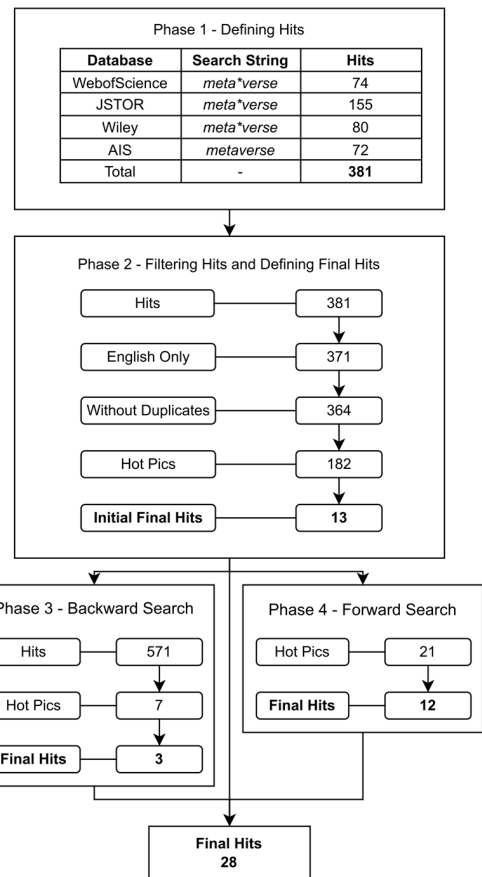 Phase 1 - Defining Hits
Database Search String Hits
WebofScience meta*verse 74
JSTOR meta*verse 155
Wiley meta*verse 80
AIS metaverse 72
Total - 381
Phase 2 - Filtering Hits and Defining Final Hits
Hits 381
English Only 371
Without Duplicates 364
Hot Pics 182
Initial Final Hits 13
Phase 3 - Backward Search
Hits 571
Hot Pics 7
Final Hits 3
Phase 4 - Forward Search
Hot Pics 21
Final Hits 12
Final Hits
28